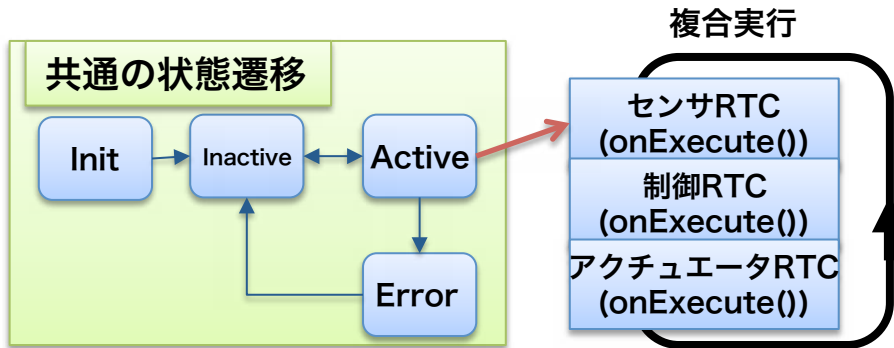 複合実行
共通の状態遷移
Init
Inactive
Active
Error
センサRTC
(onExecute())
制御RTC
(onExecute())
アクチュエータRTC
(onExecute())